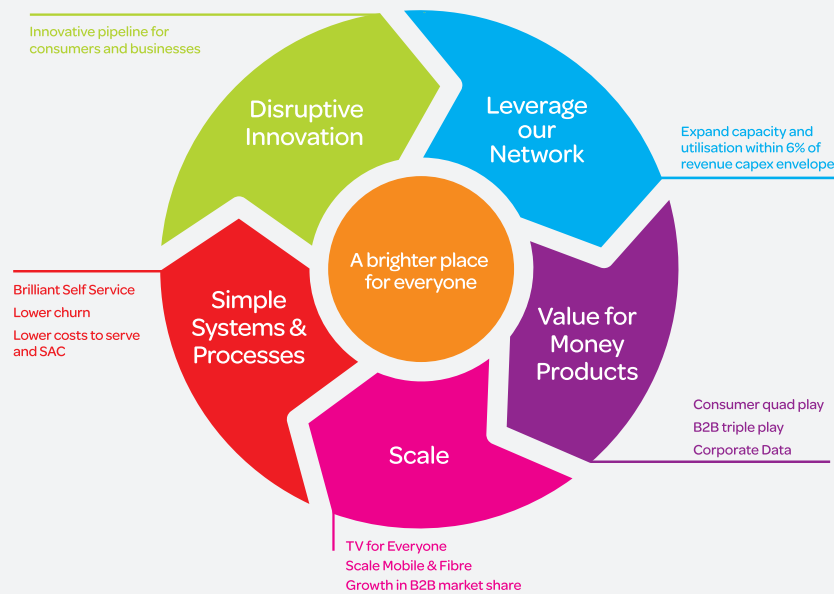 Innovative pipeline for
consumers and businesses
Disruptive
Innovation
Leverage
our
Network
Expand capacity and
utilisation within 6% of
revenue capex envelope
A brighter place
for everyone
Simple
Systems &
Processes
Brilliant Self Service
Lower churn
Lower costs to serve
and SAC
Value for
Money
Products
Consumer quad play
B2B triple play
Corporate Data
Scale
TV for Everyone
Scale Mobile & Fibre
Growth in B2B market share